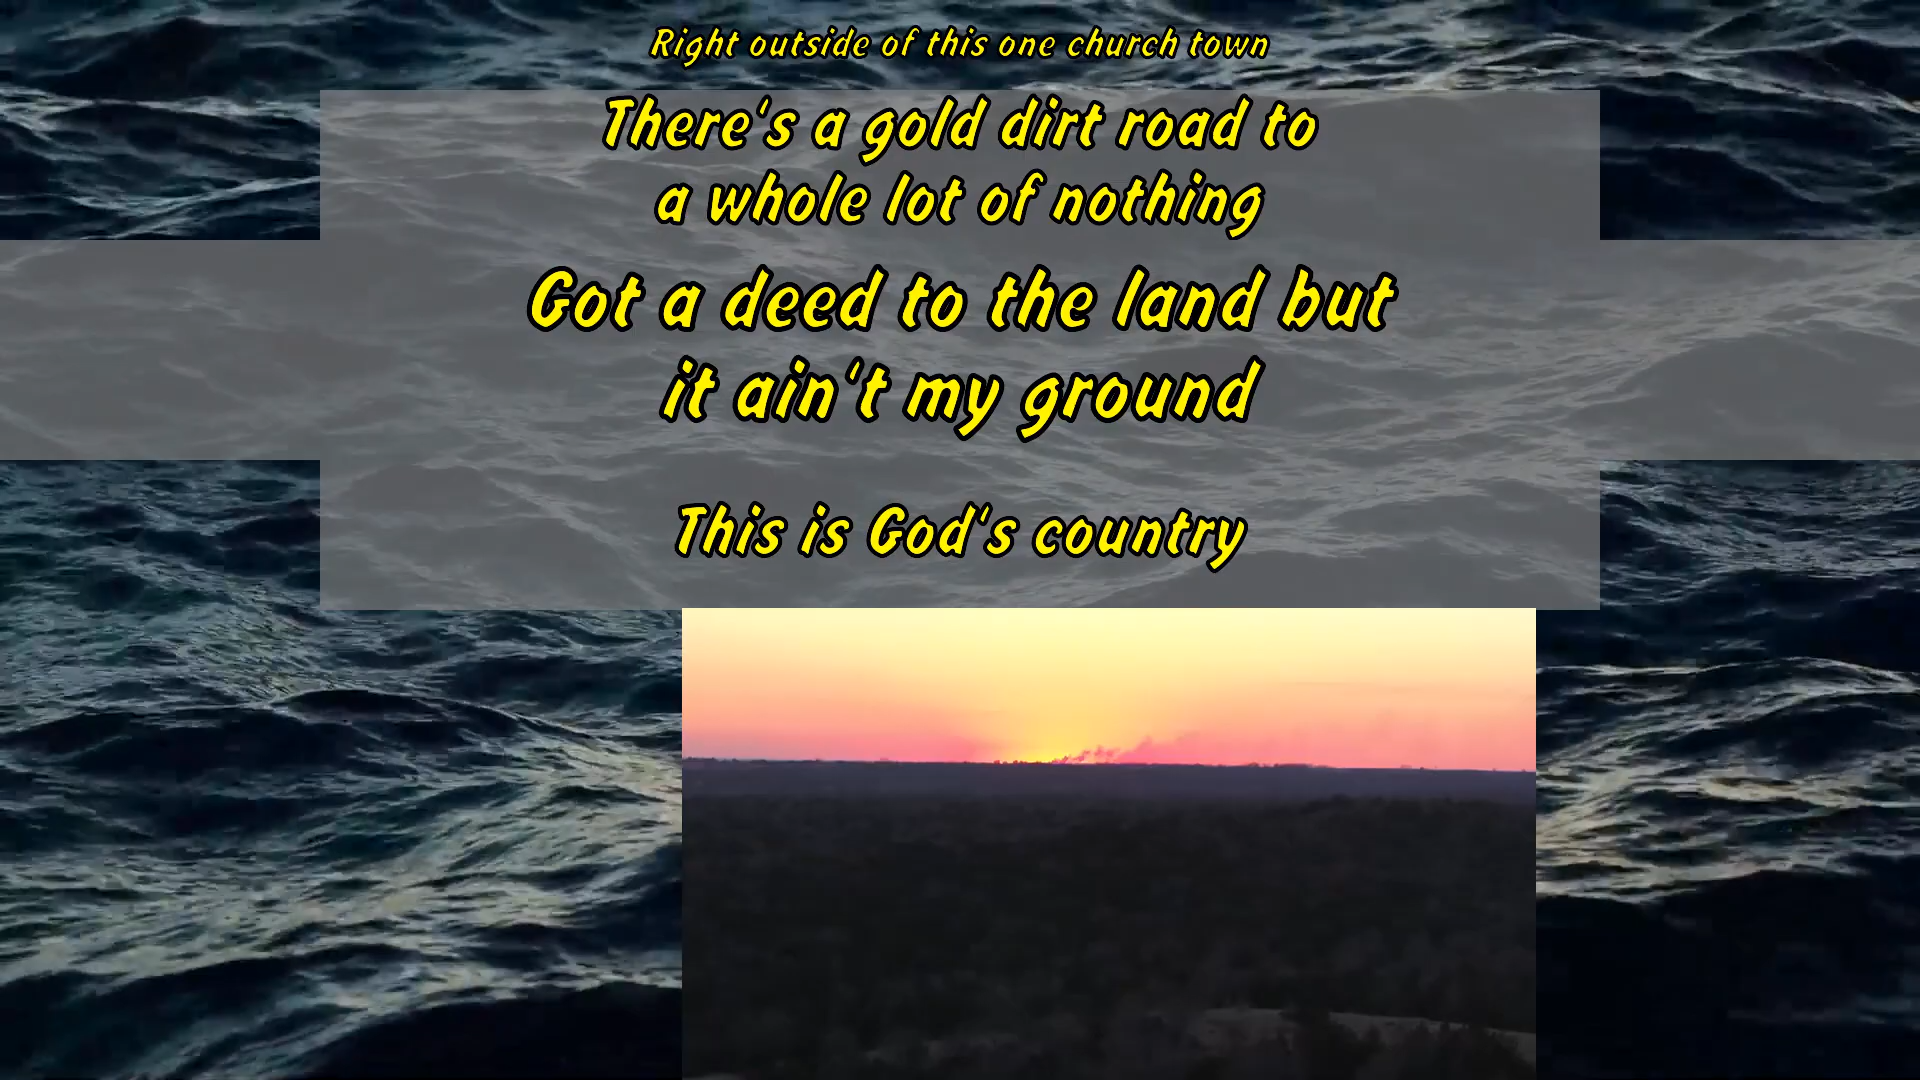 Right outside of this one church town
There's a gold dirt road to
a whole lot of nothing
Got a deed to the land but
it ain't my ground
This is God's country